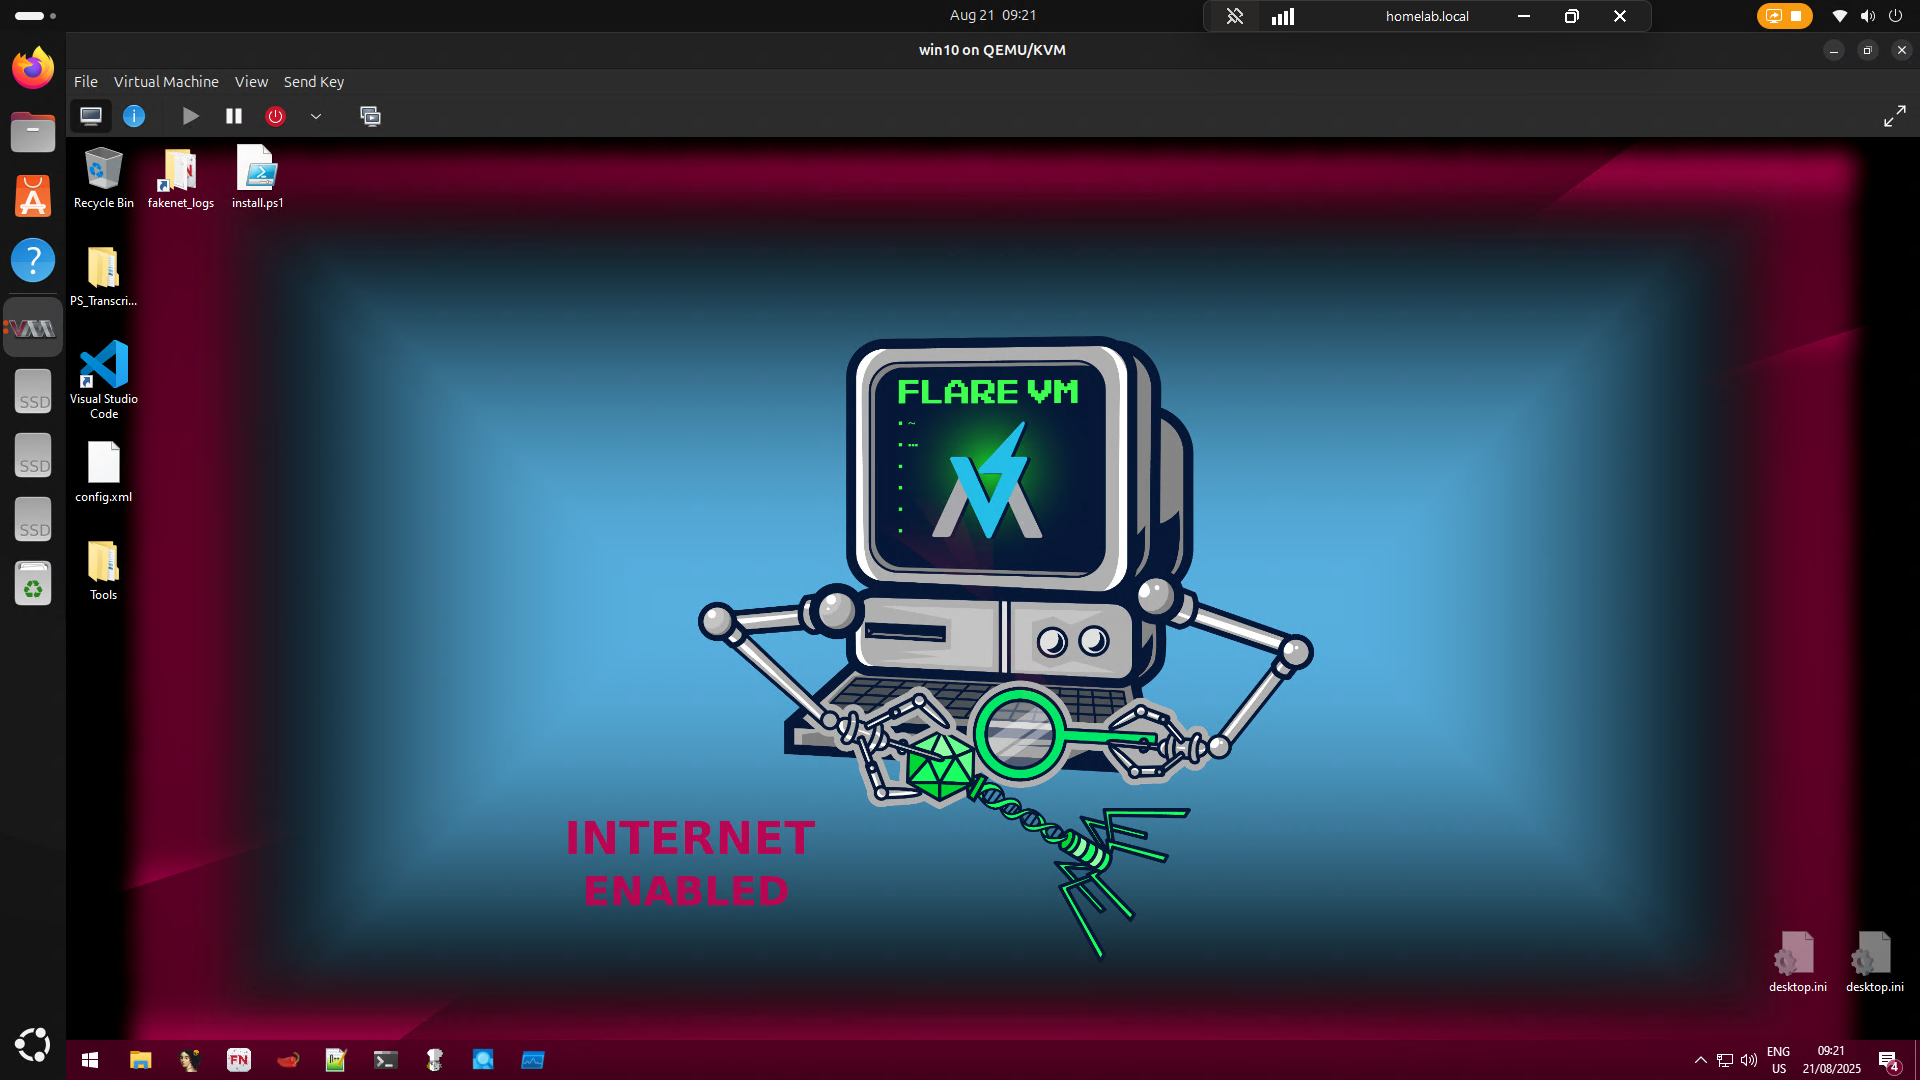 Aug 21 09:21
homelab.local
win10 on QEMU/KVM
File Virtual Machine View Send Key
Recycle Bin
fakenet_logs
install.ps1
PS_Transcri...
Visual Studio
Code
config.xml
Tools
SSD
SSD
SSD
FLARE VM
INTERNET
ENABLED
desktop.ini
desktop.ini
FN
ENG
US
09:21
21/08/2025
4